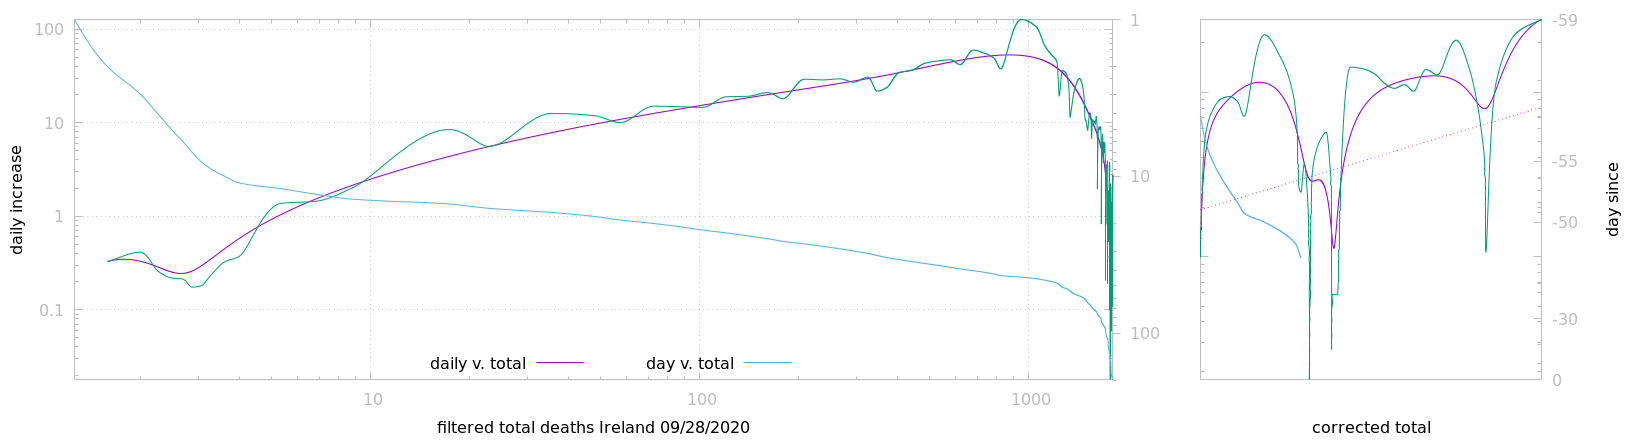 daily increase
100
10
1
0.1
10
100
1000
1
10
100
daily v. total
day v. total
filtered total deaths Ireland 09/28/2020
-59
-55
-50
-30
0
day since
corrected total